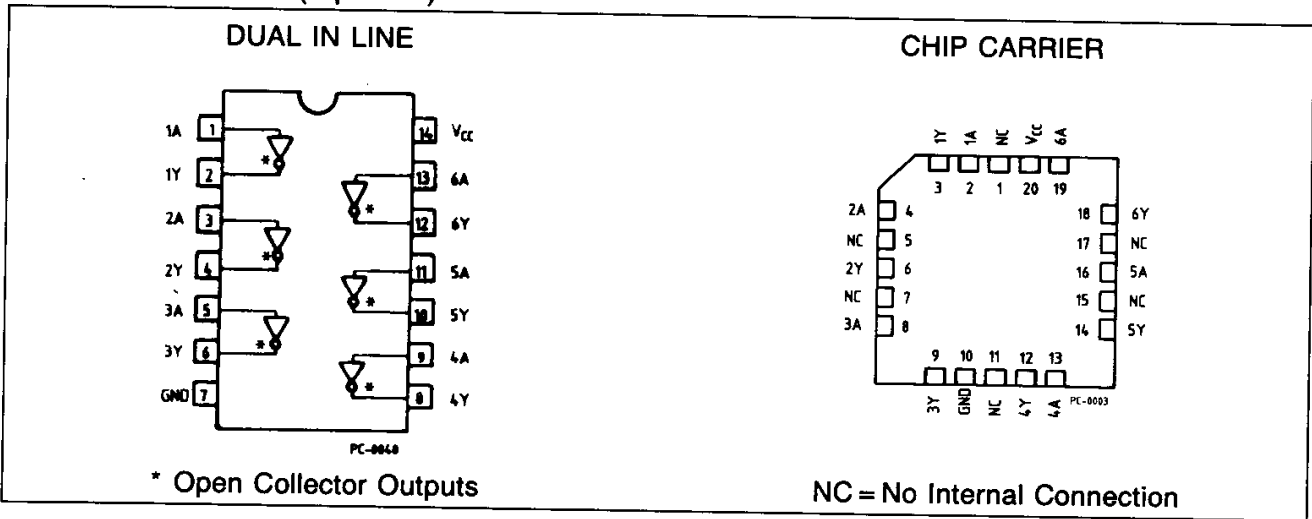 DUAL IN LINE
1A 1
1Y 2
2A 3
2Y 4
3A 5
3Y 6
GND 7
14 VCC
13 6A
12 6Y
11 5A
10 5Y
9 4A
8 4Y
*
*
*
*
*
*
PC-0040
* Open Collector Outputs
CHIP CARRIER
1Y 1A NC VCC 6A
3 2 1 20 19
2A 4
NC 5
2Y 6
NC 7
3A 8
18 6Y
17 NC
16 5A
15 NC
14 5Y
9 10 11 12 13
3Y GND NC 4Y 4A
PC-0003
NC = No Internal Connection